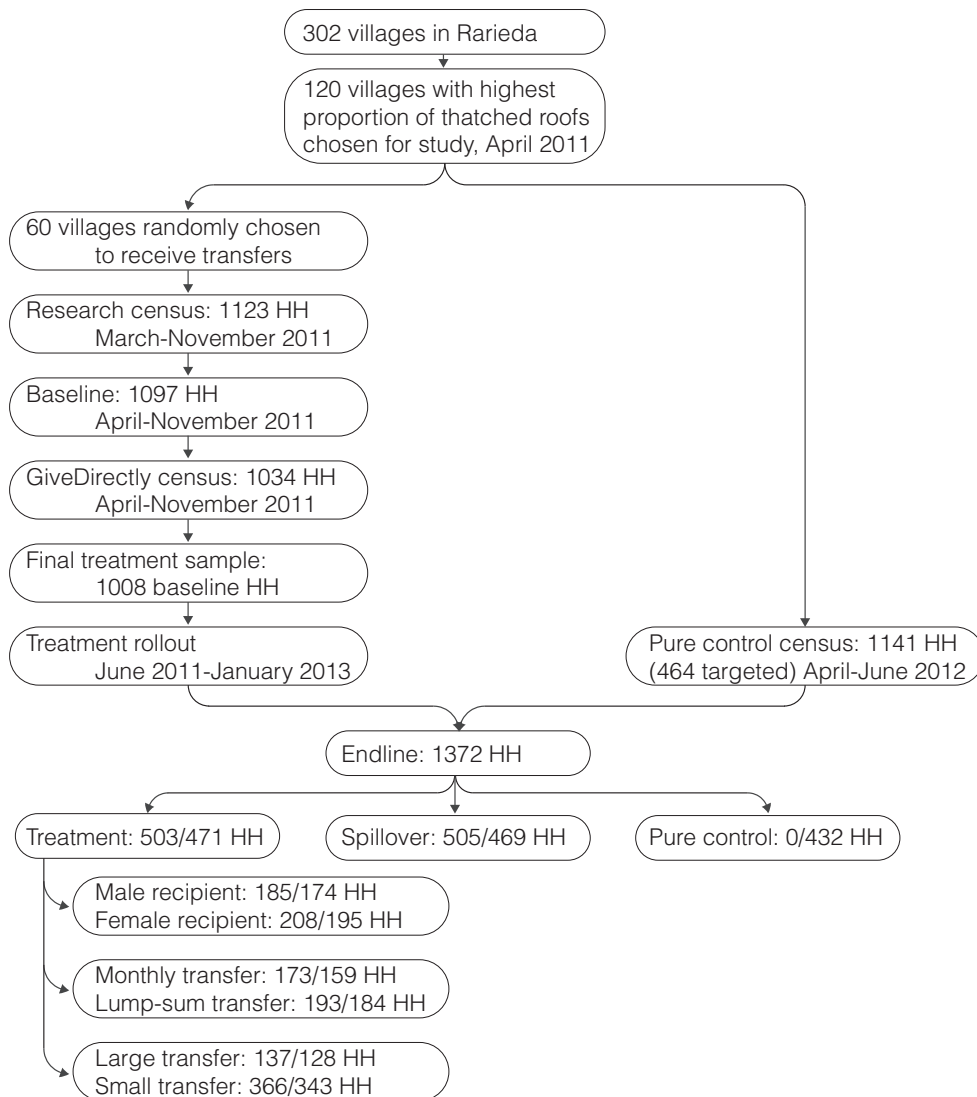 302 villages in Rarieda
120 villages with highest
proportion of thatched roofs
chosen for study, April 2011
60 villages randomly chosen
to receive transfers
Research census: 1123 HH
March-November 2011
Baseline: 1097 HH
April-November 2011
GiveDirectly census: 1034 HH
April-November 2011
Final treatment sample:
1008 baseline HH
Treatment rollout
June 2011-January 2013
Pure control census: 1141 HH
(464 targeted) April-June 2012
Endline: 1372 HH
Treatment: 503/471 HH
Spillover: 505/469 HH
Pure control: 0/432 HH
Male recipient: 185/174 HH
Female recipient: 208/195 HH
Monthly transfer: 173/159 HH
Lump-sum transfer: 193/184 HH
Large transfer: 137/128 HH
Small transfer: 366/343 HH